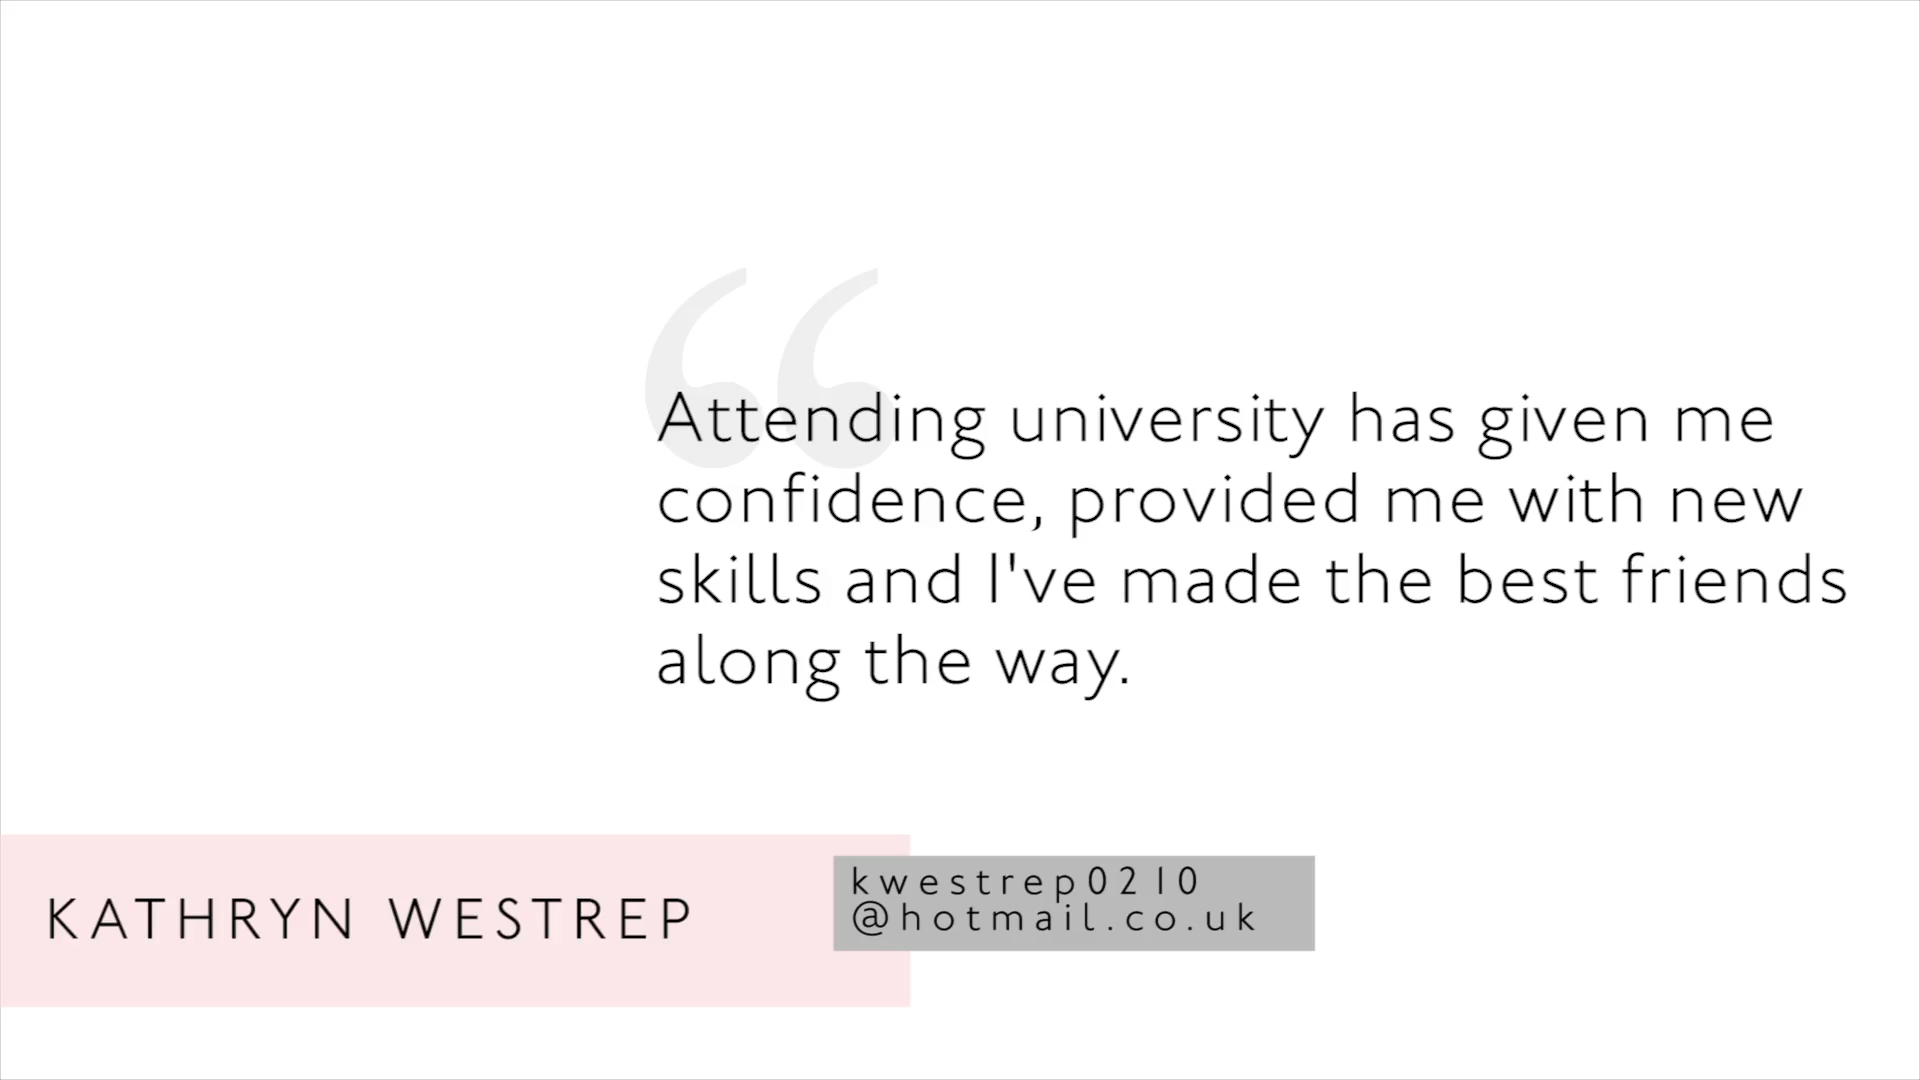 “
Attending university has given me
confidence, provided me with new
skills and I've made the best friends
along the way.
KATHRYN WESTREP
kwestrep0210
@hotmail.co.uk